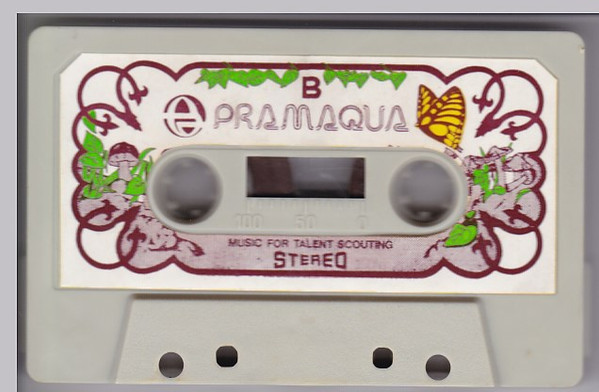 B
PRAMAQUA
100 50 0
MUSIC FOR TALENT SCOUTING
STEREO